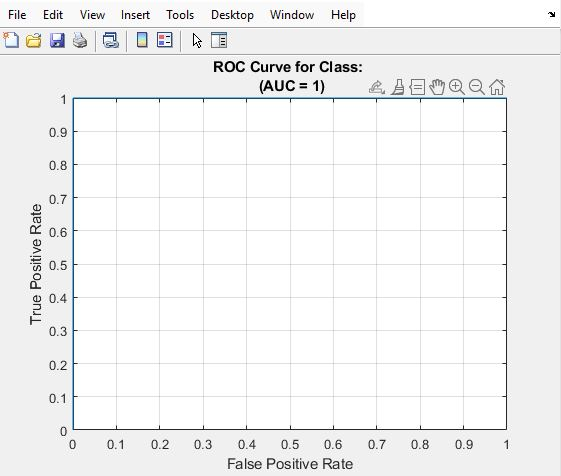 File Edit View Insert Tools Desktop Window Help
ROC Curve for Class:
(AUC = 1)
True Positive Rate
1
0.9
0.8
0.7
0.6
0.5
0.4
0.3
0.2
0.1
0
0 0.1 0.2 0.3 0.4 0.5 0.6 0.7 0.8 0.9 1
False Positive Rate